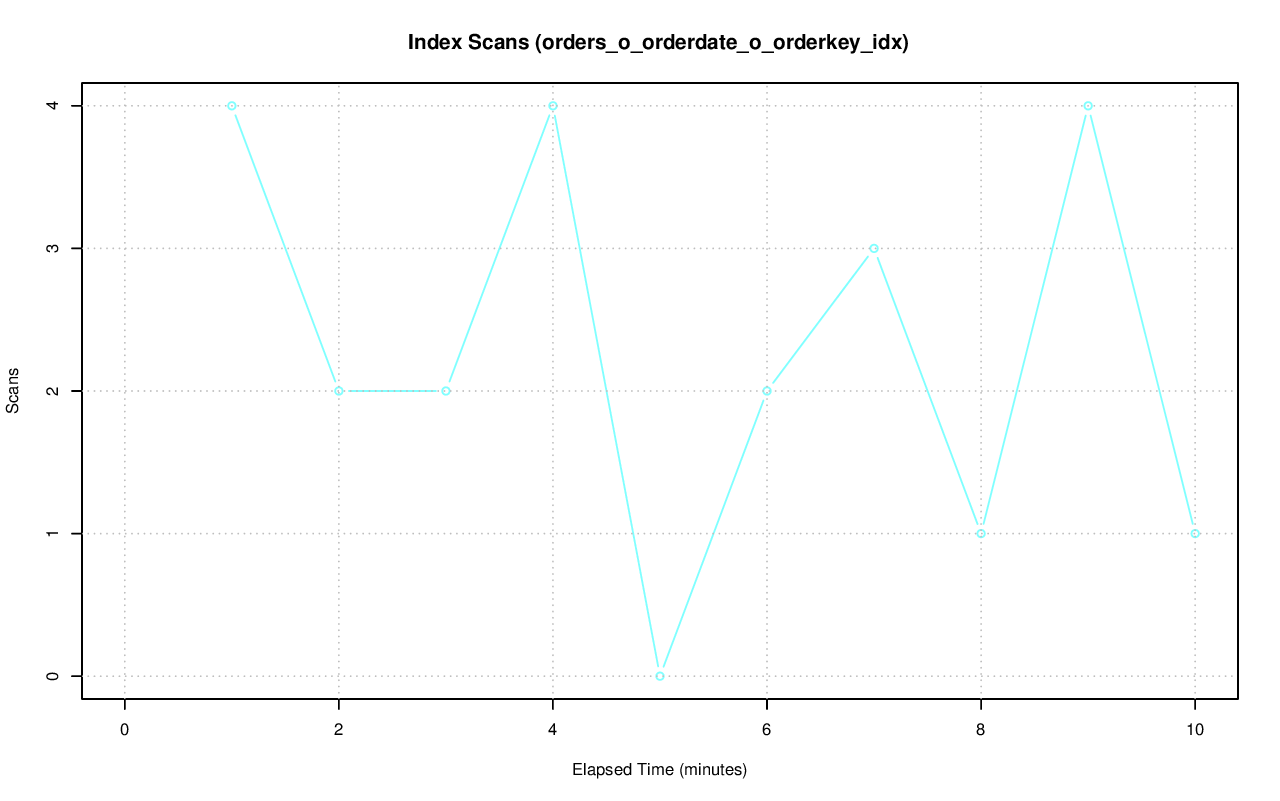 Index Scans (orders_o_orderdate_o_orderkey_idx)
4
3
2
1
0
Scans
0 2 4 6 8 10
Elapsed Time (minutes)